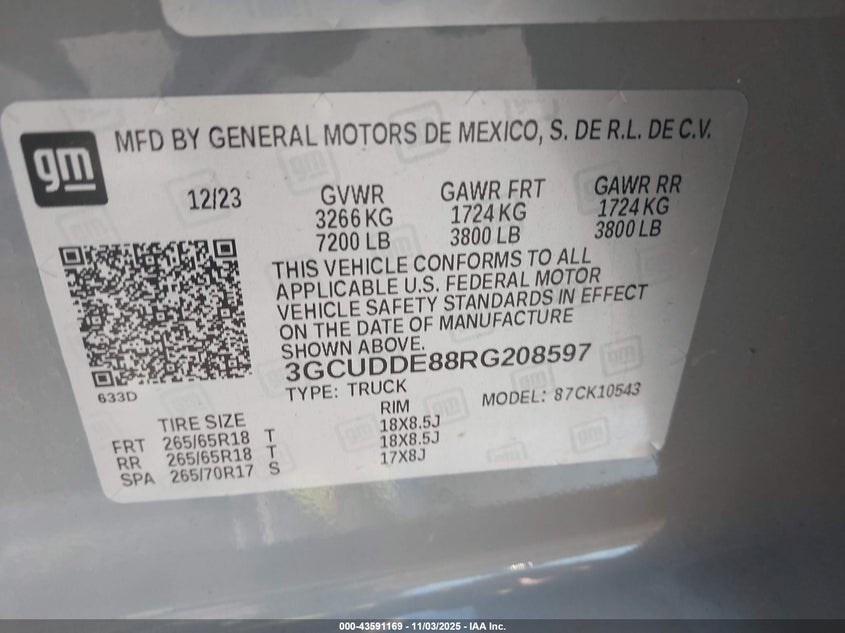 gm
MFD BY GENERAL MOTORS DE MEXICO, S. DE R.L. DE C.V.
12/23 GVWR GAWR FRT GAWR RR
3266 KG 1724 KG 1724 KG
7200 LB 3800 LB 3800 LB
THIS VEHICLE CONFORMS TO ALL
APPLICABLE U.S. FEDERAL MOTOR
VEHICLE SAFETY STANDARDS IN EFFECT
ON THE DATE OF MANUFACTURE
SHOWN ABOVE.
3GCUDDE88RG208597
633D
TYPE: TRUCK MODEL: 87CK10543
TIRE SIZE RIM
FRT 265/65R18 T 18X8.5J
RR 265/65R18 T 18X8.5J
SPA 265/70R17 S 17X8J
000-43591169 - 11/03/2025 - IAA Inc.